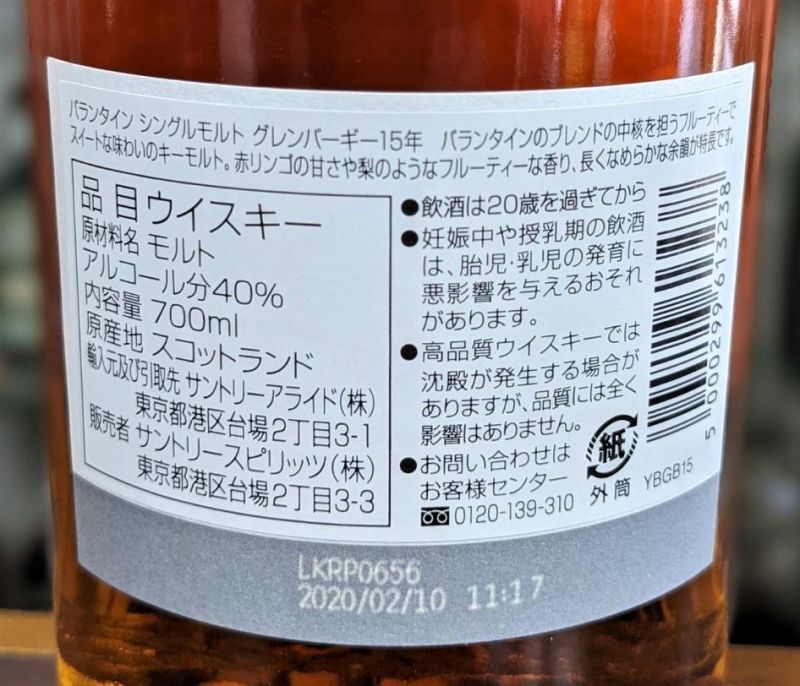 バランタイン シングルモルト グレンバーギー15年　バランタインのブレンドの中核を担うフルーティーで
スイートな味わいのキーモルト。赤リンゴの甘さや梨のようなフルーティーな香り、長くなめらかな余韻が特長です。
品目 ウイスキー
原材料名 モルト
アルコール分40%
内容量 700ml
原産地 スコットランド
輸入元及び引取先 サントリーアライド(株)
東京都港区台場2丁目3-1
販売者 サントリースピリッツ(株)
東京都港区台場2丁目3-3
●飲酒は20歳を過ぎてから
●妊娠中や授乳期の飲酒
は、胎児・乳児の発育に
悪影響を与えるおそれ
があります。
●高品質ウイスキーでは
沈殿が発生する場合が
ありますが、品質には全く
影響はありません。
●お問い合わせは
お客様センター
0120-139-310
紙
外筒
YBGB15
5 000299 613238
LKRP0656
2020/02/10 11:17